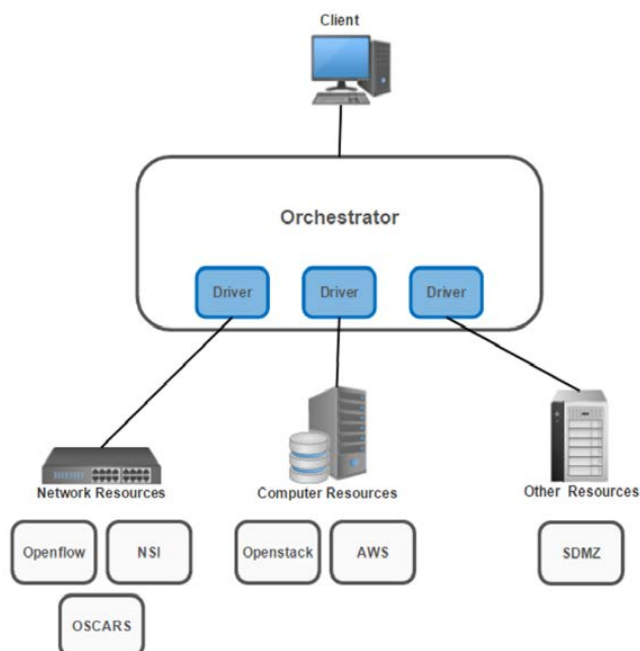 Client
Orchestrator
Driver
Driver
Driver
Network Resources
Computer Resources
Other Resources
Openflow
NSI
Openstack
AWS
SDMZ
OSCARS